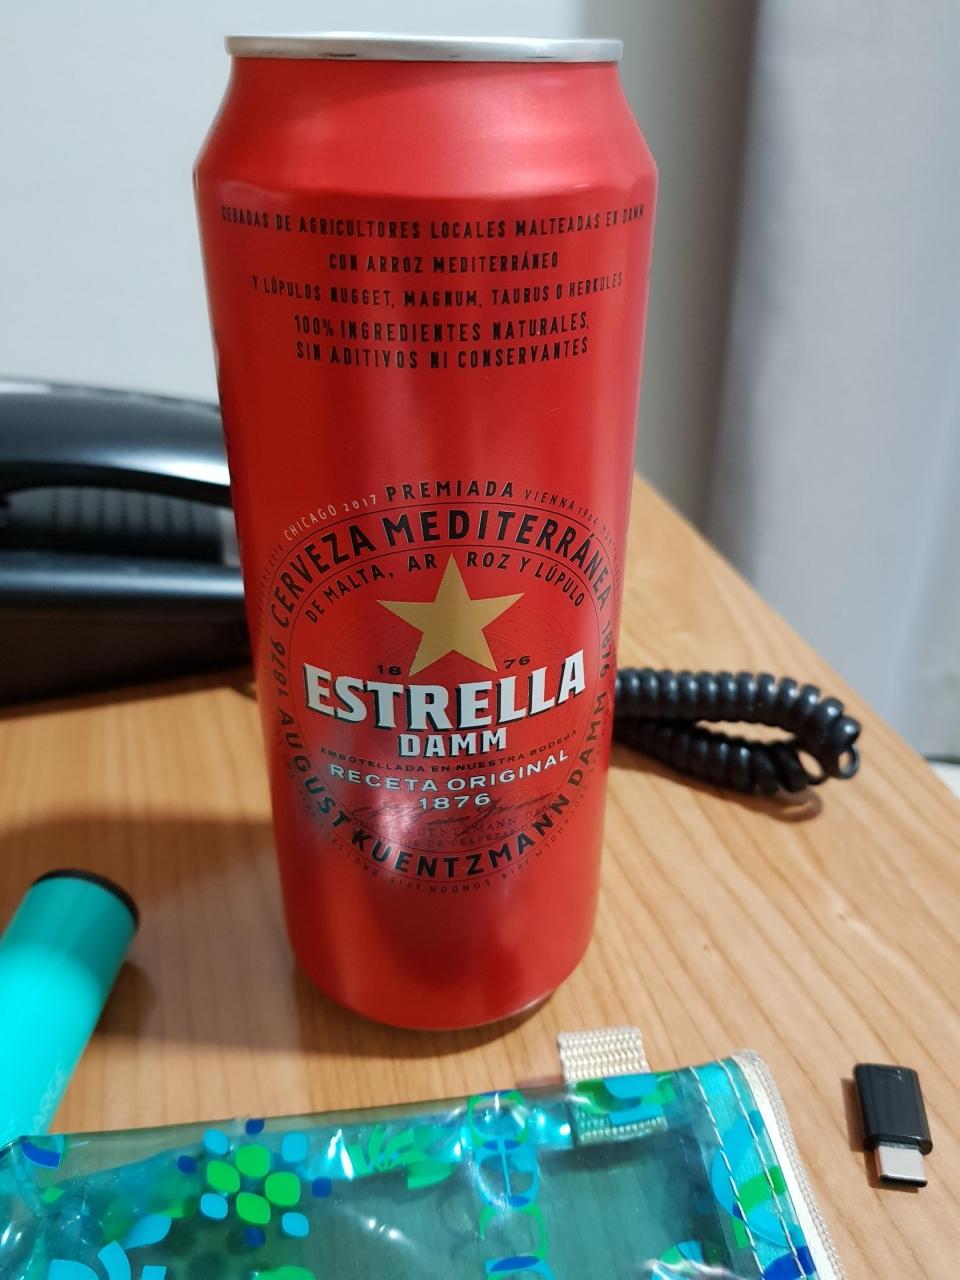 CEBADAS DE AGRICULTORES LOCALES MALTEADAS EN DAMM
CON ARROZ MEDITERRÁNEO
Y LÚPULOS NUGGET, MAGNUM, TAURUS O HERKULES
100% INGREDIENTES NATURALES,
SIN ADITIVOS NI CONSERVANTES
CHICAGO 2017 PREMIADA VIENNA 1904
1876 CERVEZA MEDITERRÁNEA 1876
DE MALTA, ARROZ Y LÚPULO
1876
ESTRELLA
DAMM
EMBOTELLADA EN NUESTRA BODEGA
RECETA ORIGINAL
1876
AUGUST KUENTZMANN DAMM